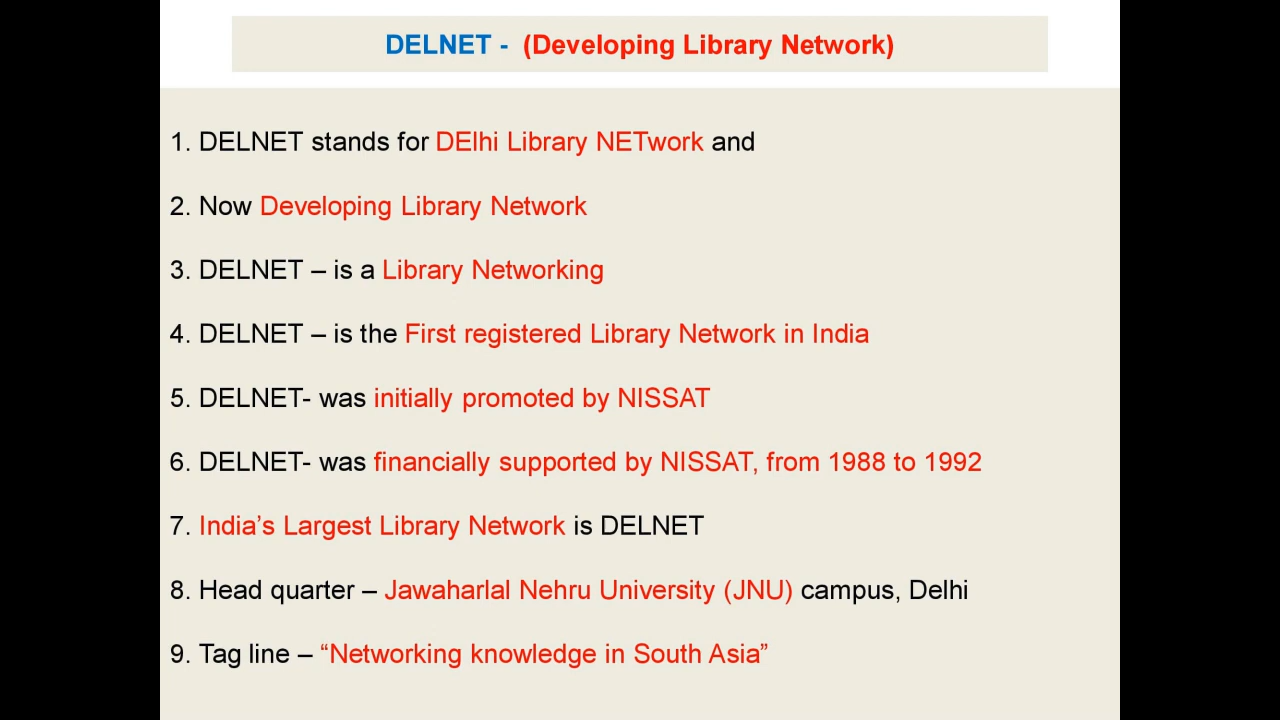 DELNET - (Developing Library Network)
1. DELNET stands for DElhi Library NETwork and
2. Now Developing Library Network
3. DELNET – is a Library Networking
4. DELNET – is the First registered Library Network in India
5. DELNET- was initially promoted by NISSAT
6. DELNET- was financially supported by NISSAT, from 1988 to 1992
7. India’s Largest Library Network is DELNET
8. Head quarter – Jawaharlal Nehru University (JNU) campus, Delhi
9. Tag line – “Networking knowledge in South Asia”